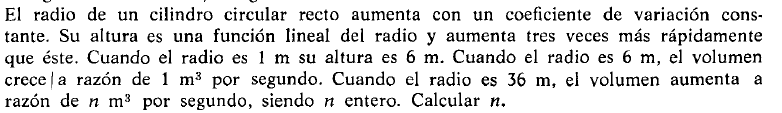 El radio de un cilindro circular recto aumenta con un coeficiente de variación cons-
tante. Su altura es una función lineal del radio y aumenta tres veces más rápidamente
que éste. Cuando el radio es 1 m su altura es 6 m. Cuando el radio es 6 m, el volumen
crece a razón de 1 m³ por segundo. Cuando el radio es 36 m, el volumen aumenta a
razón de n m³ por segundo, siendo n entero. Calcular n.